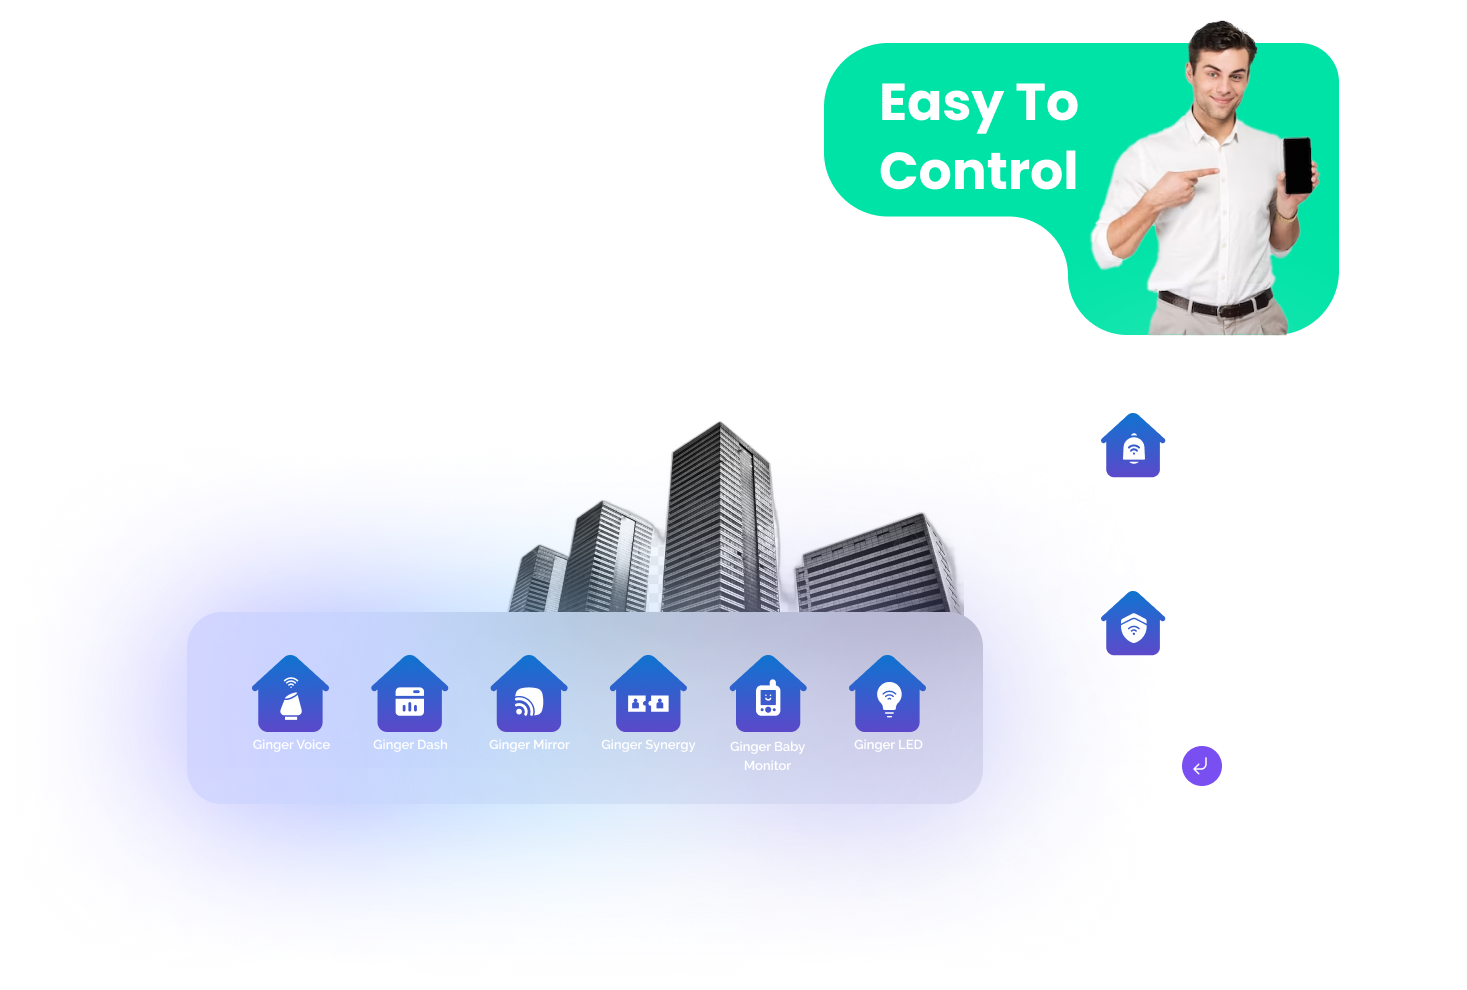 Easy To
Control
Ginger Voice
Ginger Dash
Ginger Mirror
Ginger Synergy
Ginger Baby
Monitor
Ginger LED